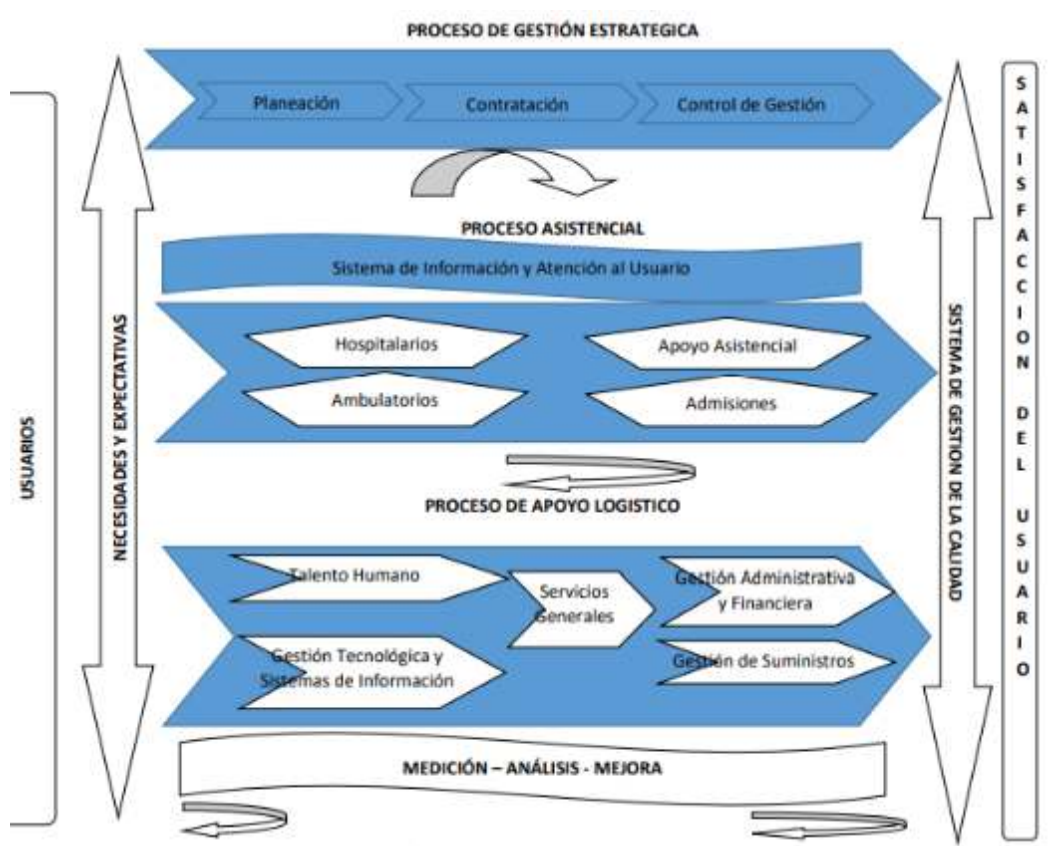 PROCESO DE GESTIÓN ESTRATEGICA
Planeación
Contratación
Control de Gestión
PROCESO ASISTENCIAL
Sistema de Información y Atención al Usuario
Hospitalarios
Apoyo Asistencial
Ambulatorios
Admisiones
PROCESO DE APOYO LOGISTICO
Talento Humano
Servicios
Generales
Gestión Administrativa
y Financiera
Gestión Tecnológica y
Sistemas de Información
Gestión de Suministros
MEDICIÓN – ANÁLISIS - MEJORA
USUARIOS
NECESIDADES Y EXPECTATIVAS
SISTEMA DE GESTION DE LA CALIDAD
SATISFACCION DEL USUARIO